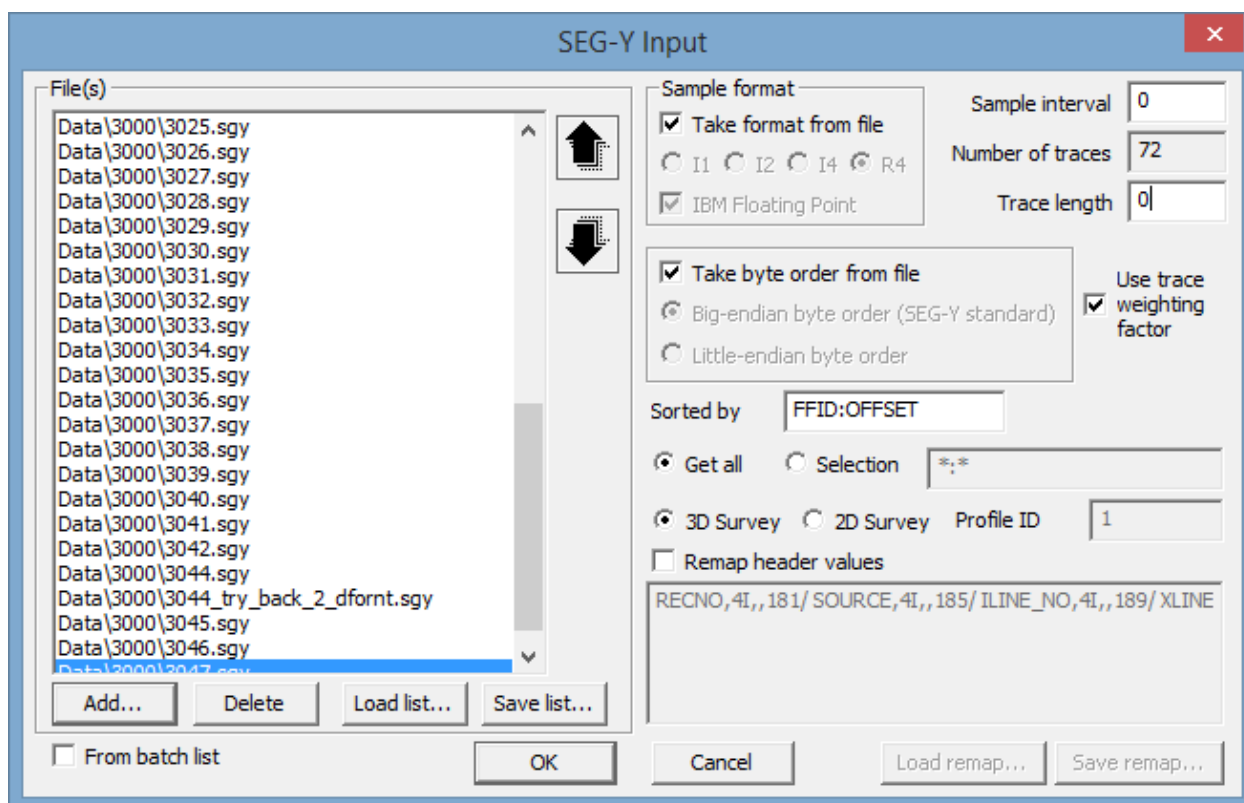 SEG-Y Input
File(s)
Data\3000\3025.sgy
Data\3000\3026.sgy
Data\3000\3027.sgy
Data\3000\3028.sgy
Data\3000\3029.sgy
Data\3000\3030.sgy
Data\3000\3031.sgy
Data\3000\3032.sgy
Data\3000\3033.sgy
Data\3000\3034.sgy
Data\3000\3035.sgy
Data\3000\3036.sgy
Data\3000\3037.sgy
Data\3000\3038.sgy
Data\3000\3039.sgy
Data\3000\3040.sgy
Data\3000\3041.sgy
Data\3000\3042.sgy
Data\3000\3044.sgy
Data\3000\3044_try_back_2_dfornt.sgy
Data\3000\3045.sgy
Data\3000\3046.sgy
Data\3000\3047.sgy
Add...
Delete
Load list...
Save list...
From batch list
OK
Sample format
Take format from file
I1 I2 I4 R4
IBM Floating Point
Sample interval 0
Number of traces 72
Trace length 0
Take byte order from file
Big-endian byte order (SEG-Y standard)
Little-endian byte order
Use trace
weighting
factor
Sorted by FFID:OFFSET
Get all Selection *:*
3D Survey 2D Survey Profile ID 1
Remap header values
RECNO,4I,,181/ SOURCE,4I,,185/ ILINE_NO,4I,,189/ XLINE
Cancel
Load remap...
Save remap...